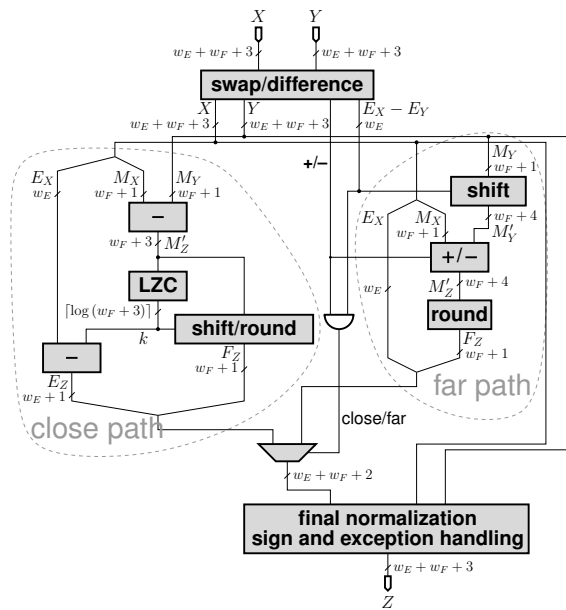 X Y
w_E + w_F + 3 w_E + w_F + 3
swap/difference
X Y E_X − E_Y
w_E + w_F + 3 w_E + w_F + 3 w_E
+/−
E_X M_X M_Y
w_E w_F + 1 w_F + 1
−
w_F + 3 M'_Z
LZC
⌈log (w_F + 3)⌉
k
shift/round
−
E_Z
w_E + 1
F_Z
w_F + 1
close path
M_Y
w_F + 1
shift
w_F + 4
M'_Y
E_X M_X
w_F + 1
+/−
w_E
M'_Z w_F + 4
round
F_Z
w_F + 1
far path
close/far
w_E + w_F + 2
final normalization
sign and exception handling
w_E + w_F + 3
Z